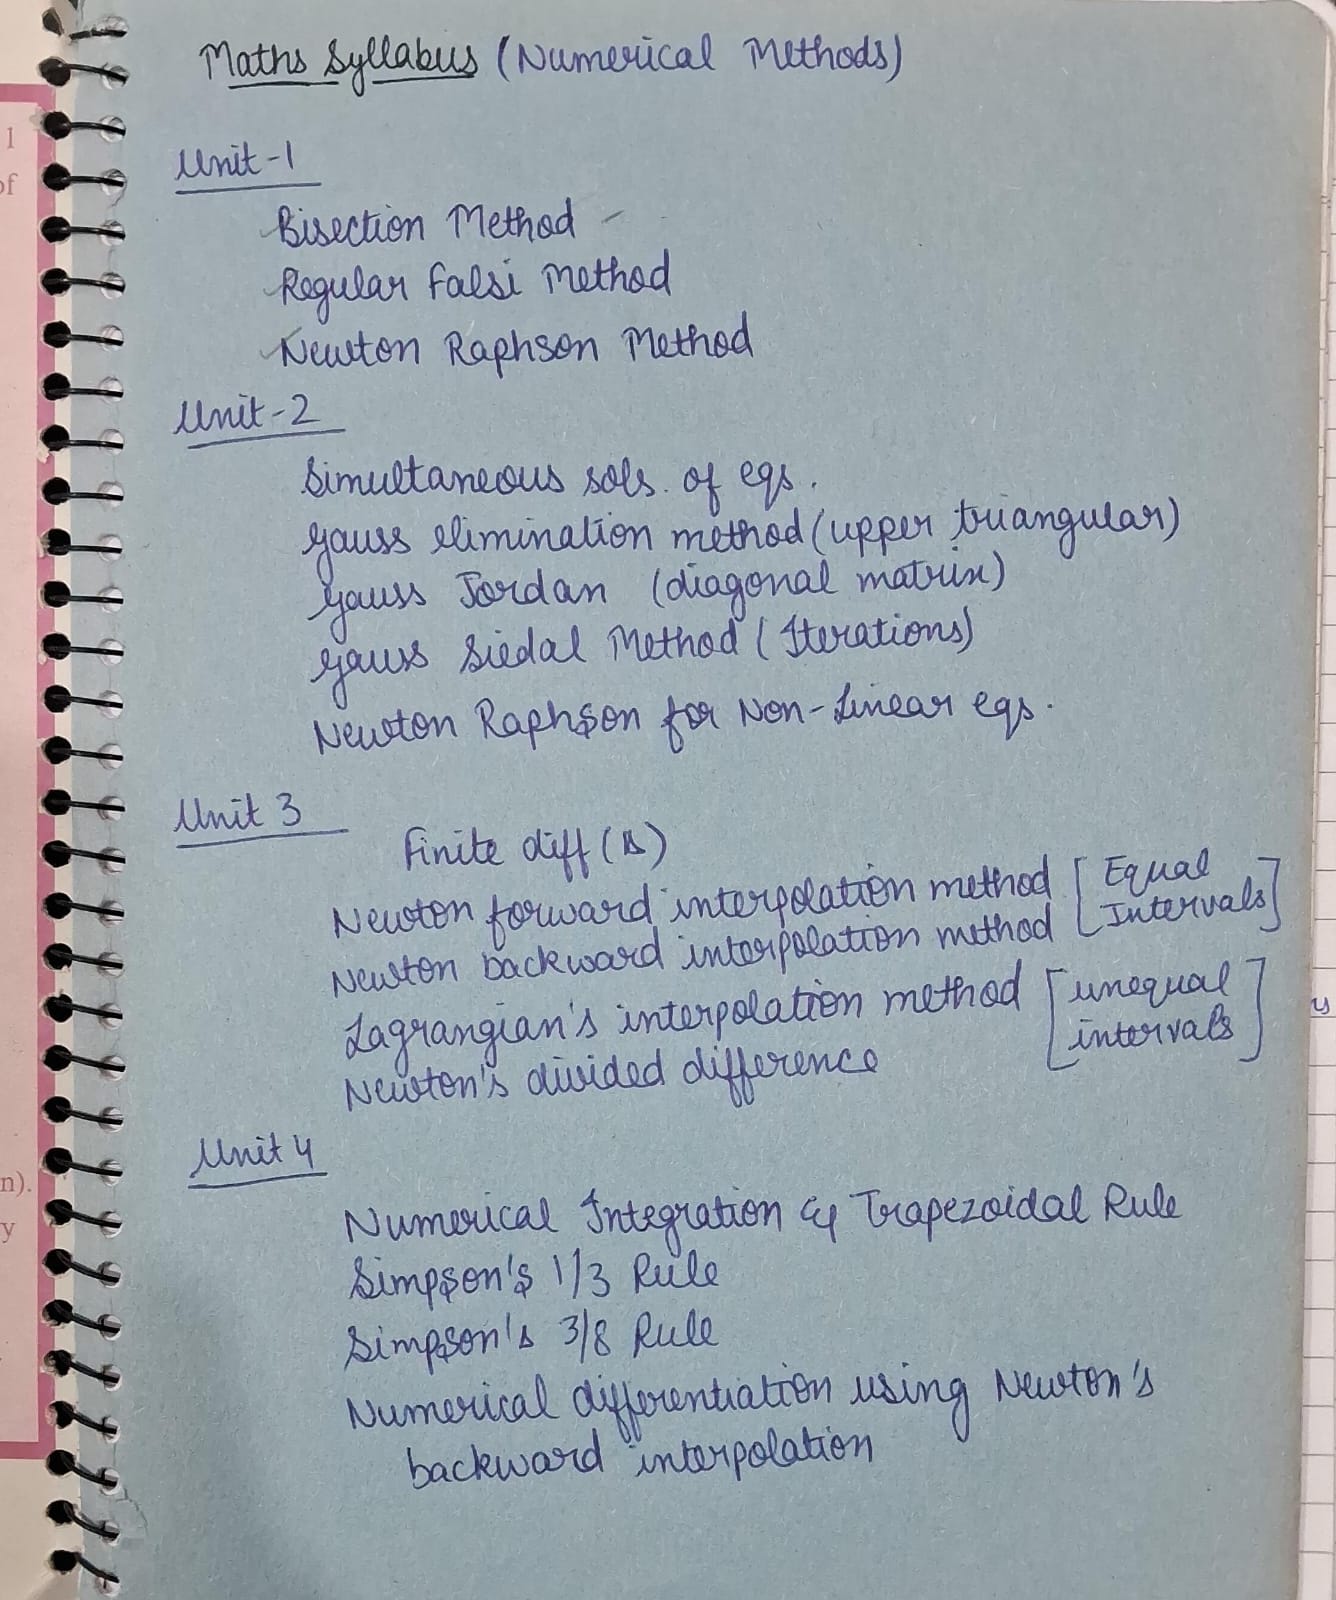 Maths Syllabus (Numerical Methods)
Unit-1
Bisection Method
Regular Falsi Method
Newton Raphson Method
Unit-2
Simultaneous sols. of eqs.
Gauss elimination method (upper triangular)
Gauss Jordan (diagonal matrix)
Gauss Siedal Method (Iterations)
Newton Raphson for Non-Linear eqs.
Unit 3
Finite diff (Δ)
Newton forward interpolation method [Equal
Newton backward interpolation method Intervals]
Lagrangian's interpolation method [unequal
Newton's divided difference intervals]
Unit 4
Numerical Integration & Trapezoidal Rule
Simpson's 1/3 Rule
Simpson's 3/8 Rule
Numerical differentiation using Newton's
backward interpolation
1
of
n).
y